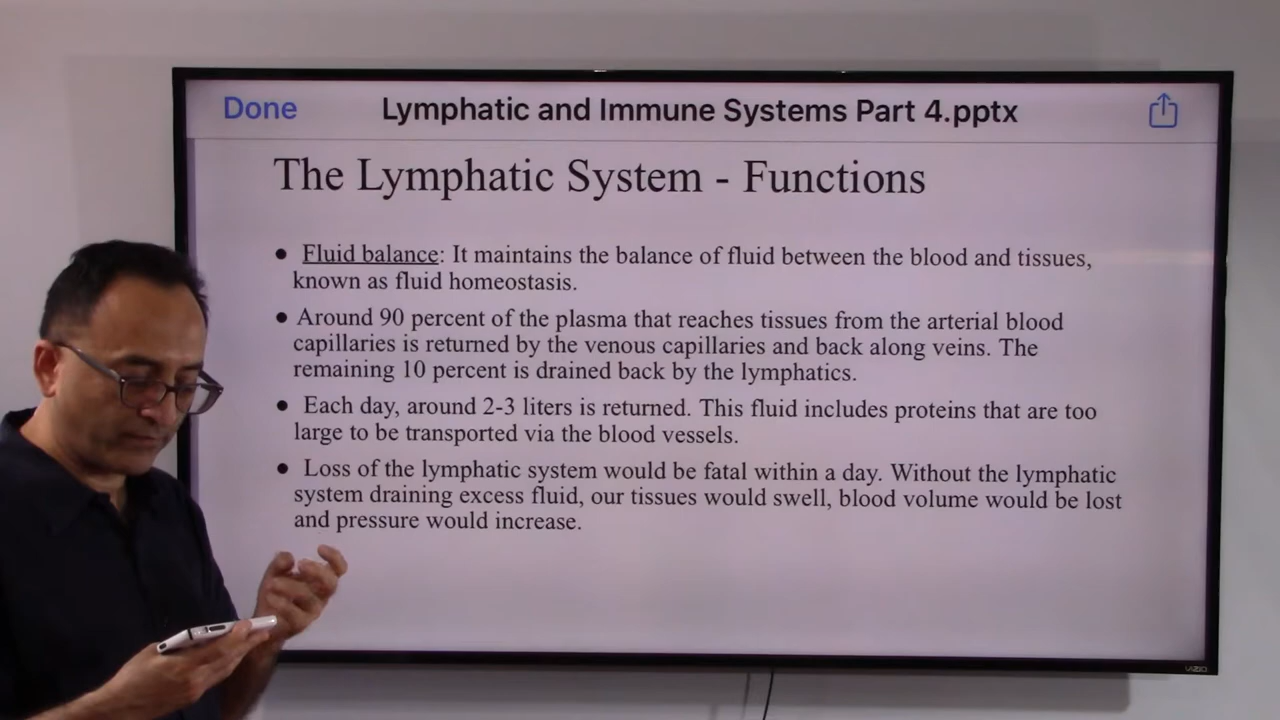 Done Lymphatic and Immune Systems Part 4.pptx
The Lymphatic System - Functions
● Fluid balance: It maintains the balance of fluid between the blood and tissues,
known as fluid homeostasis.
● Around 90 percent of the plasma that reaches tissues from the arterial blood
capillaries is returned by the venous capillaries and back along veins. The
remaining 10 percent is drained back by the lymphatics.
● Each day, around 2-3 liters is returned. This fluid includes proteins that are too
large to be transported via the blood vessels.
● Loss of the lymphatic system would be fatal within a day. Without the lymphatic
system draining excess fluid, our tissues would swell, blood volume would be lost
and pressure would increase.
VIZIO